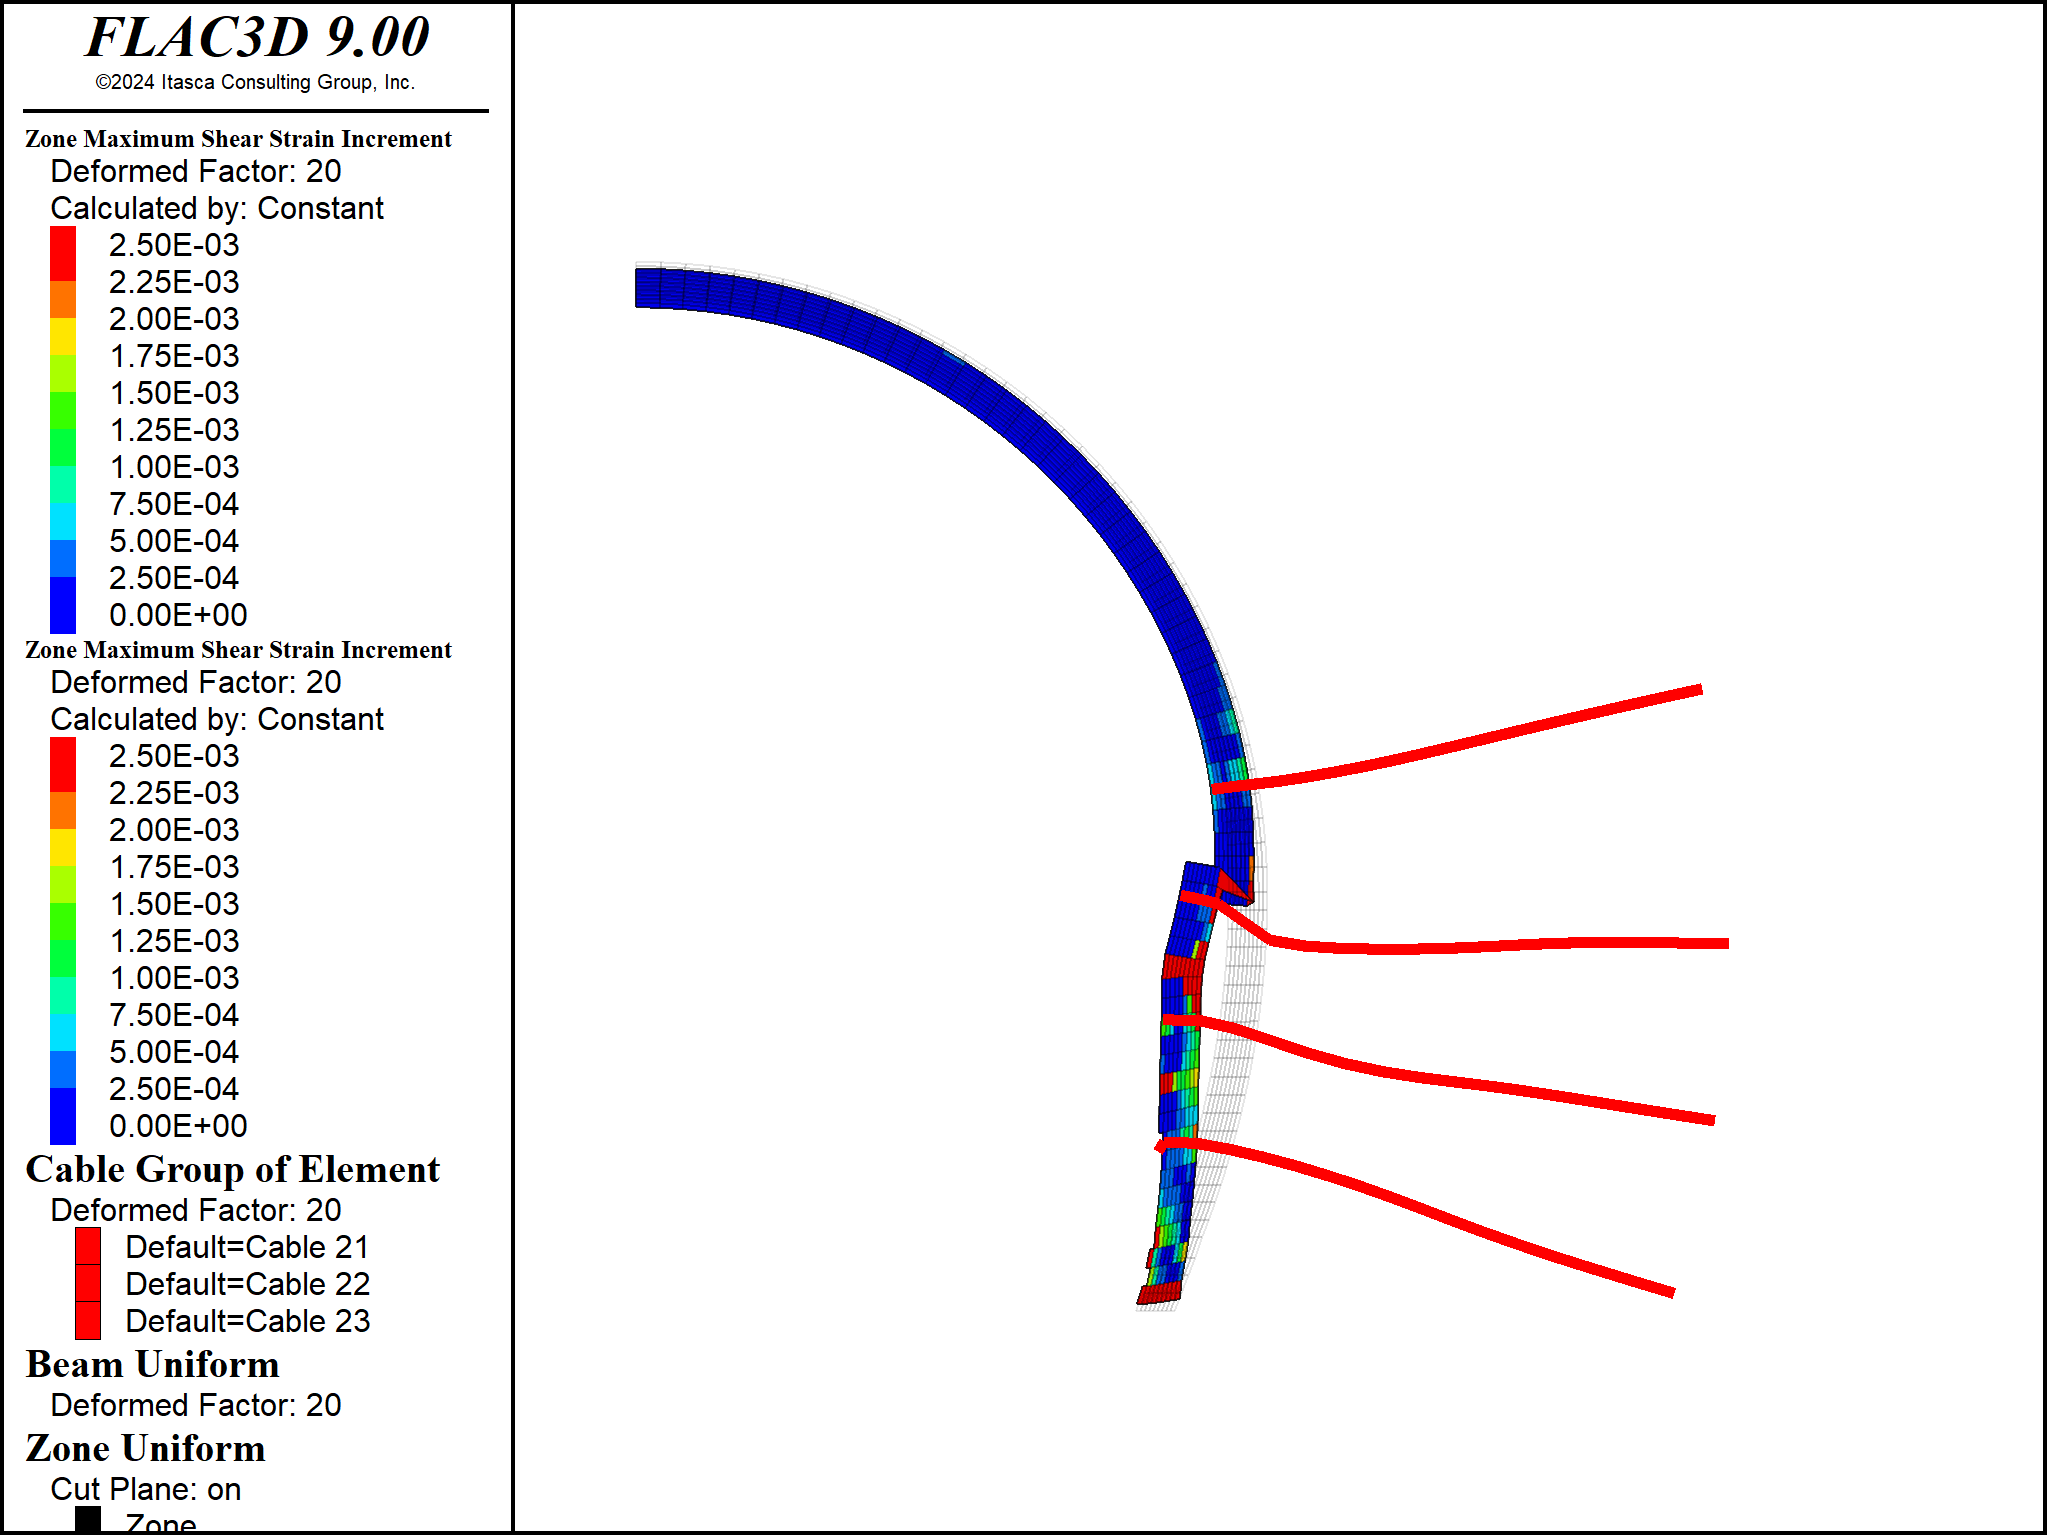 FLAC3D 9.00
©2024 Itasca Consulting Group, Inc.
Zone Maximum Shear Strain Increment
Deformed Factor: 20
Calculated by: Constant
2.50E-03
2.25E-03
2.00E-03
1.75E-03
1.50E-03
1.25E-03
1.00E-03
7.50E-04
5.00E-04
2.50E-04
0.00E+00
Zone Maximum Shear Strain Increment
Deformed Factor: 20
Calculated by: Constant
2.50E-03
2.25E-03
2.00E-03
1.75E-03
1.50E-03
1.25E-03
1.00E-03
7.50E-04
5.00E-04
2.50E-04
0.00E+00
Cable Group of Element
Deformed Factor: 20
Default=Cable 21
Default=Cable 22
Default=Cable 23
Beam Uniform
Deformed Factor: 20
Zone Uniform
Cut Plane: on
Zone